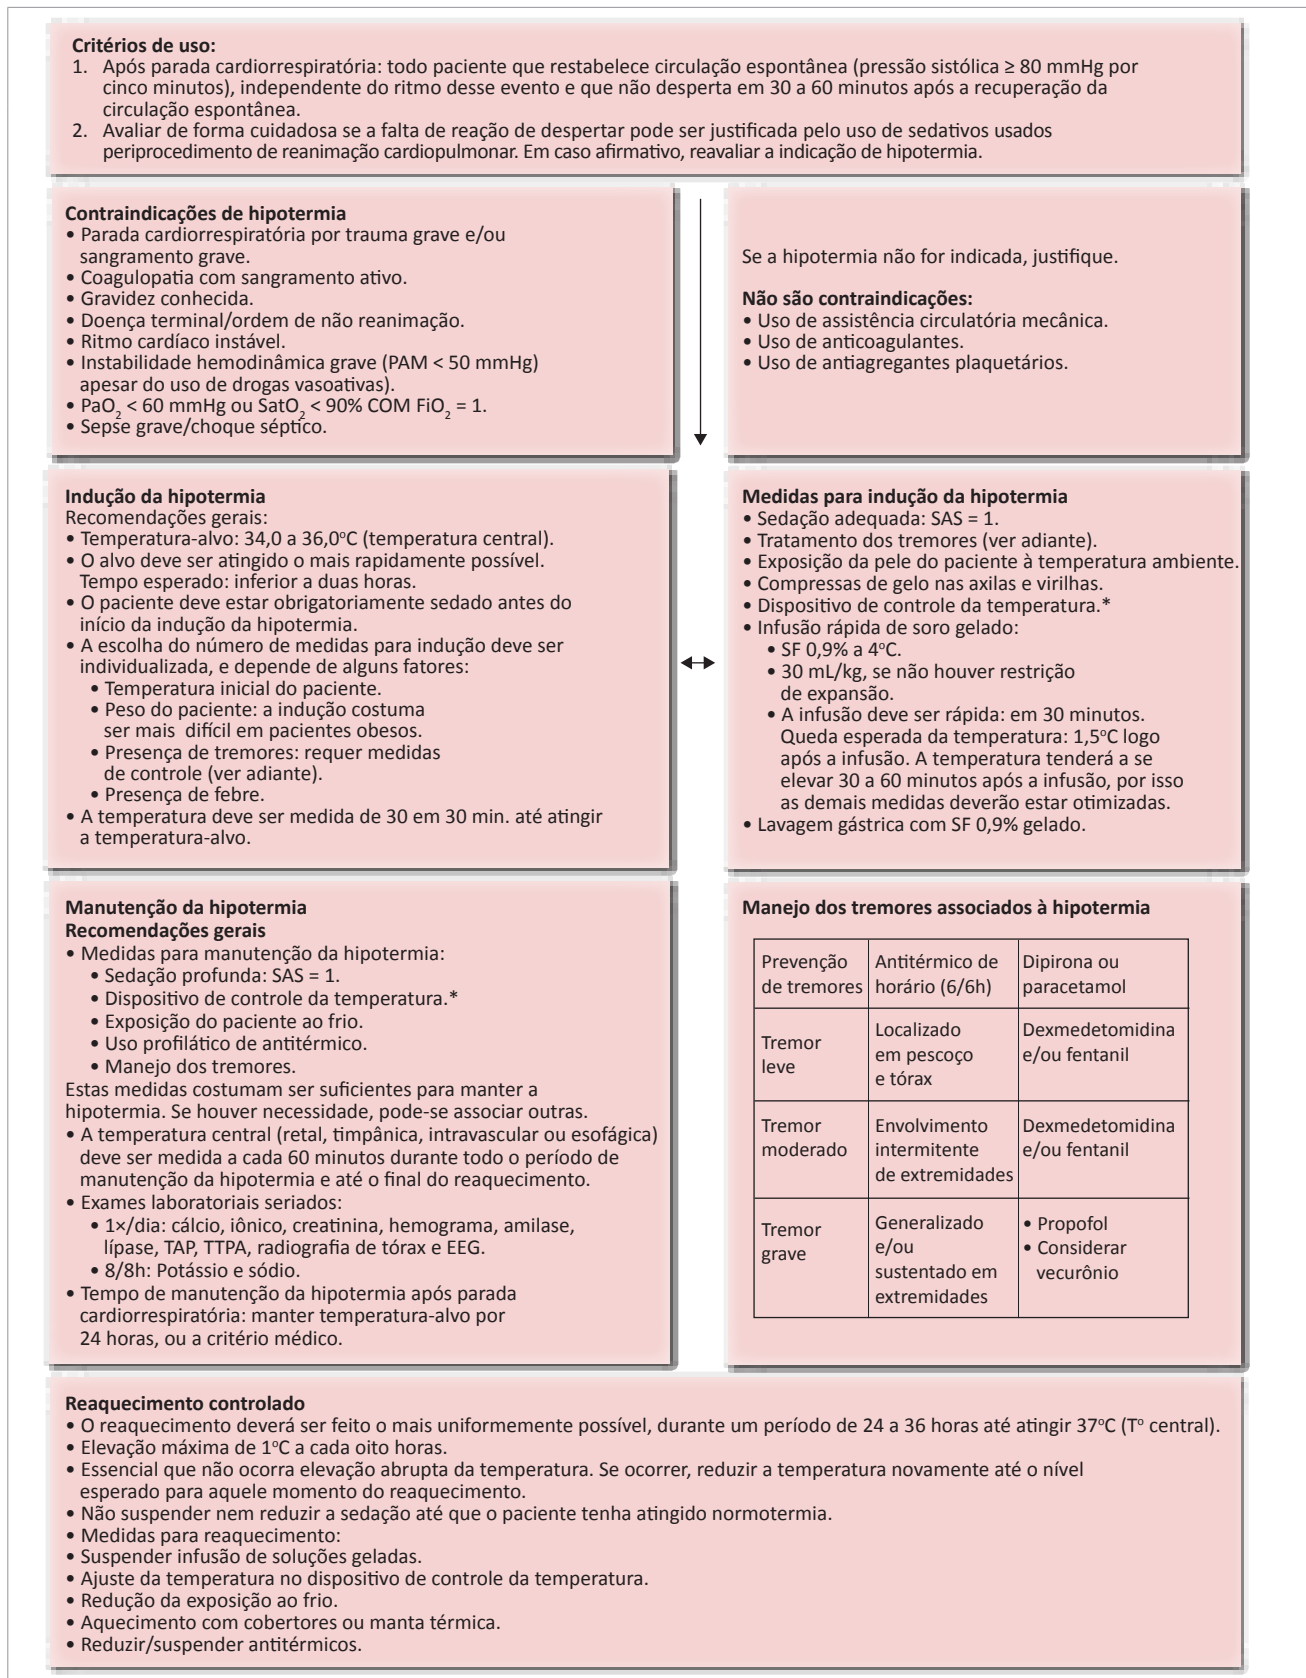 Critérios de uso:
1. Após parada cardiorrespiratória: todo paciente que restabelece circulação espontânea (pressão sistólica ≥ 80 mmHg por
cinco minutos), independente do ritmo desse evento e que não desperta em 30 a 60 minutos após a recuperação da
circulação espontânea.
2. Avaliar de forma cuidadosa se a falta de reação de despertar pode ser justificada pelo uso de sedativos usados
periprocedimento de reanimação cardiopulmonar. Em caso afirmativo, reavaliar a indicação de hipotermia.
Contraindicações de hipotermia
• Parada cardiorrespiratória por trauma grave e/ou
sangramento grave.
• Coagulopatia com sangramento ativo.
• Gravidez conhecida.
• Doença terminal/ordem de não reanimação.
• Ritmo cardíaco instável.
• Instabilidade hemodinâmica grave (PAM < 50 mmHg)
apesar do uso de drogas vasoativas).
• PaO₂ < 60 mmHg ou SatO₂ < 90% COM FiO₂ = 1.
• Sepse grave/choque séptico.
Se a hipotermia não for indicada, justifique.
Não são contraindicações:
• Uso de assistência circulatória mecânica.
• Uso de anticoagulantes.
• Uso de antiagregantes plaquetários.
Indução da hipotermia
Recomendações gerais:
• Temperatura-alvo: 34,0 a 36,0ºC (temperatura central).
• O alvo deve ser atingido o mais rapidamente possível.
Tempo esperado: inferior a duas horas.
• O paciente deve estar obrigatoriamente sedado antes do
início da indução da hipotermia.
• A escolha do número de medidas para indução deve ser
individualizada, e depende de alguns fatores:
• Temperatura inicial do paciente.
• Peso do paciente: a indução costuma
ser mais difícil em pacientes obesos.
• Presença de tremores: requer medidas
de controle (ver adiante).
• Presença de febre.
• A temperatura deve ser medida de 30 em 30 min. até atingir
a temperatura-alvo.
Medidas para indução da hipotermia
• Sedação adequada: SAS = 1.
• Tratamento dos tremores (ver adiante).
• Exposição da pele do paciente à temperatura ambiente.
• Compressas de gelo nas axilas e virilhas.
• Dispositivo de controle da temperatura.*
• Infusão rápida de soro gelado:
• SF 0,9% a 4ºC.
• 30 mL/kg, se não houver restrição
de expansão.
• A infusão deve ser rápida: em 30 minutos.
Queda esperada da temperatura: 1,5ºC logo
após a infusão. A temperatura tenderá a se
elevar 30 a 60 minutos após a infusão, por isso
as demais medidas deverão estar otimizadas.
• Lavagem gástrica com SF 0,9% gelado.
Manutenção da hipotermia
Recomendações gerais
• Medidas para manutenção da hipotermia:
• Sedação profunda: SAS = 1.
• Dispositivo de controle da temperatura.*
• Exposição do paciente ao frio.
• Uso profilático de antitérmico.
• Manejo dos tremores.
Estas medidas costumam ser suficientes para manter a
hipotermia. Se houver necessidade, pode-se associar outras.
• A temperatura central (retal, timpânica, intravascular ou esofágica)
deve ser medida a cada 60 minutos durante todo o período de
manutenção da hipotermia e até o final do reaquecimento.
• Exames laboratoriais seriados:
• 1×/dia: cálcio, iônico, creatinina, hemograma, amilase,
lípase, TAP, TTPA, radiografia de tórax e EEG.
• 8/8h: Potássio e sódio.
• Tempo de manutenção da hipotermia após parada
cardiorrespiratória: manter temperatura-alvo por
24 horas, ou a critério médico.
Manejo dos tremores associados à hipotermia
Prevenção
de tremores
Antitérmico de
horário (6/6h)
Dipirona ou
paracetamol
Tremor
leve
Localizado
em pescoço
e tórax
Dexmedetomidina
e/ou fentanil
Tremor
moderado
Envolvimento
intermitente
de extremidades
Dexmedetomidina
e/ou fentanil
Tremor
grave
Generalizado
e/ou
sustentado em
extremidades
• Propofol
• Considerar
vecurônio
Reaquecimento controlado
• O reaquecimento deverá ser feito o mais uniformemente possível, durante um período de 24 a 36 horas até atingir 37ºC (Tº central).
• Elevação máxima de 1ºC a cada oito horas.
• Essencial que não ocorra elevação abrupta da temperatura. Se ocorrer, reduzir a temperatura novamente até o nível
esperado para aquele momento do reaquecimento.
• Não suspender nem reduzir a sedação até que o paciente tenha atingido normotermia.
• Medidas para reaquecimento:
• Suspender infusão de soluções geladas.
• Ajuste da temperatura no dispositivo de controle da temperatura.
• Redução da exposição ao frio.
• Aquecimento com cobertores ou manta térmica.
• Reduzir/suspender antitérmicos.